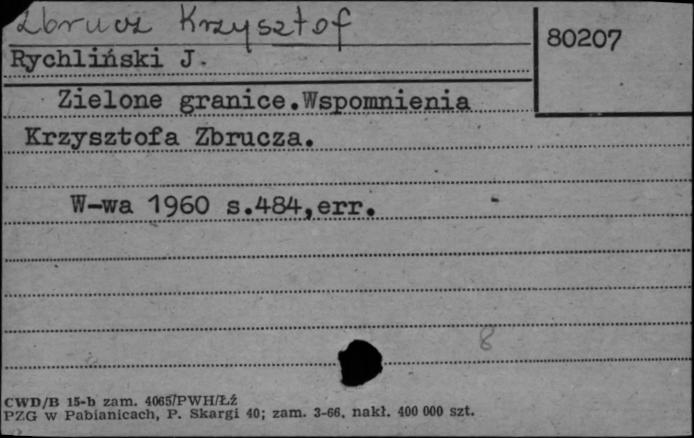 Zbrucz Krzysztof
80207
Rychliński J.
Zielone granice.Wspomnienia
Krzysztofa Zbrucza.
W-wa 1960 s.484,err.
8
CWD/B 15-b zam. 4065/PWH/Łź
PZG w Pabianicach, P. Skargi 40; zam. 3-66, nakł. 400 000 szt.